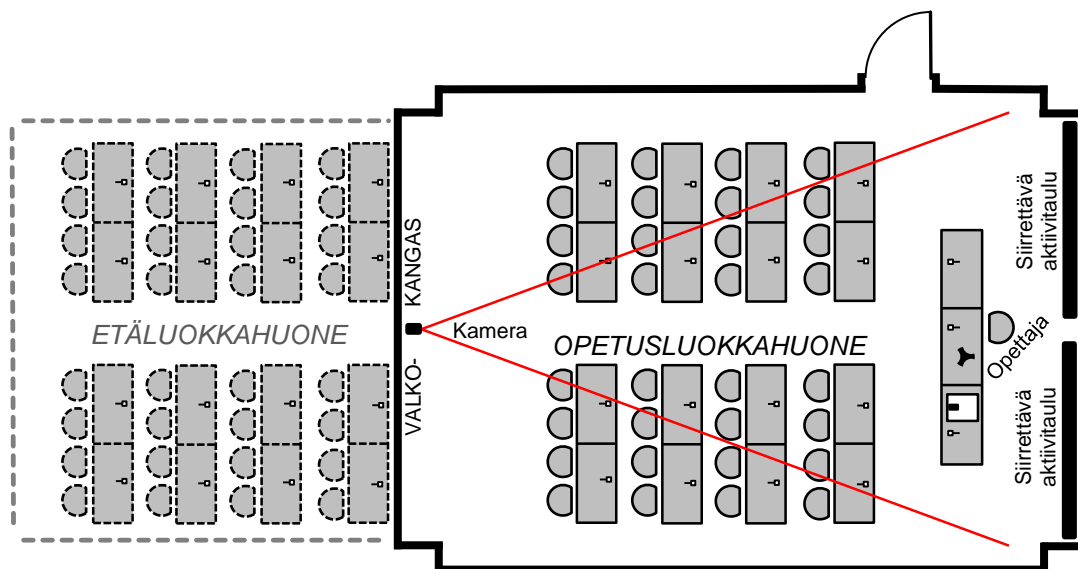 ETÄLUOKKAHUONE
VALKO- KANGAS
Kamera
OPETUSLUOKKAHUONE
Siirrettävä
aktiivitaulu
Opettaja
Siirrettävä
aktiivitaulu